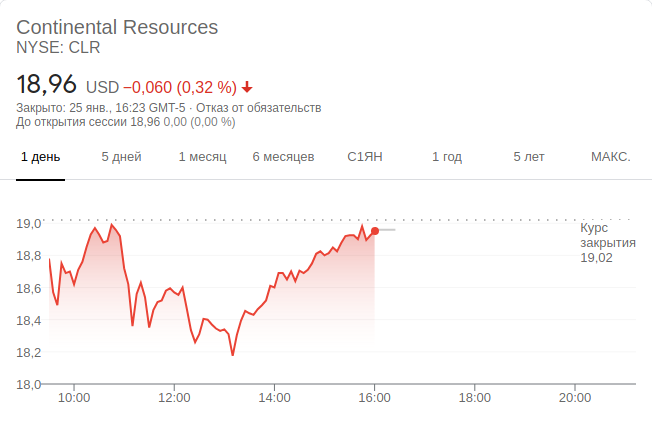 Continental Resources
NYSE: CLR
18,96 USD −0,060 (0,32 %)
Закрыто: 25 янв., 16:23 GMT-5 · Отказ от обязательств
До открытия сессии 18,96 0,00 (0,00 %)
1 день 5 дней 1 месяц 6 месяцев С1ЯН 1 год 5 лет МАКС.
19,0
18,8
18,6
18,4
18,2
18,0
Курс
закрытия
19,02
10:00 12:00 14:00 16:00 18:00 20:00